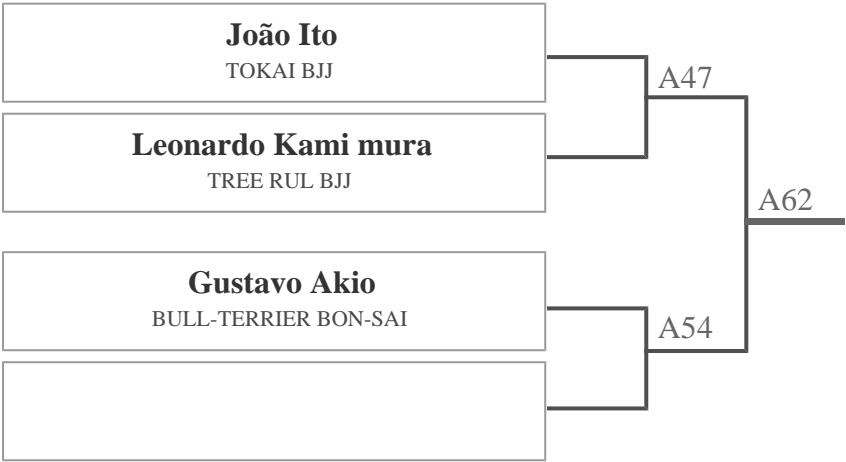 João Ito
TOKAI BJJ
A47
Leonardo Kami mura
TREE RUL BJJ
A62
Gustavo Akio
BULL-TERRIER BON-SAI
A54